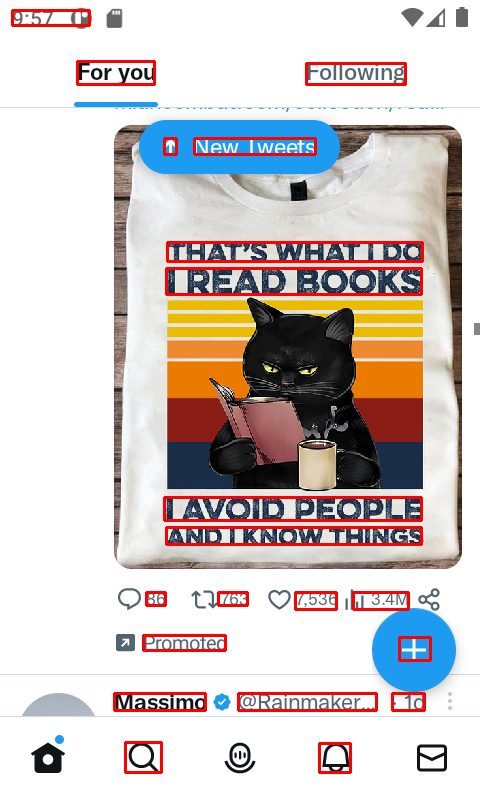 9:57
For you Following
New Tweets
THAT'S WHAT I DO
I READ BOOKS
I AVOID PEOPLE
AND I KNOW THINGS
86 763 7,536 3.4M
Promoted
Massimo @Rainmaker... · 1d